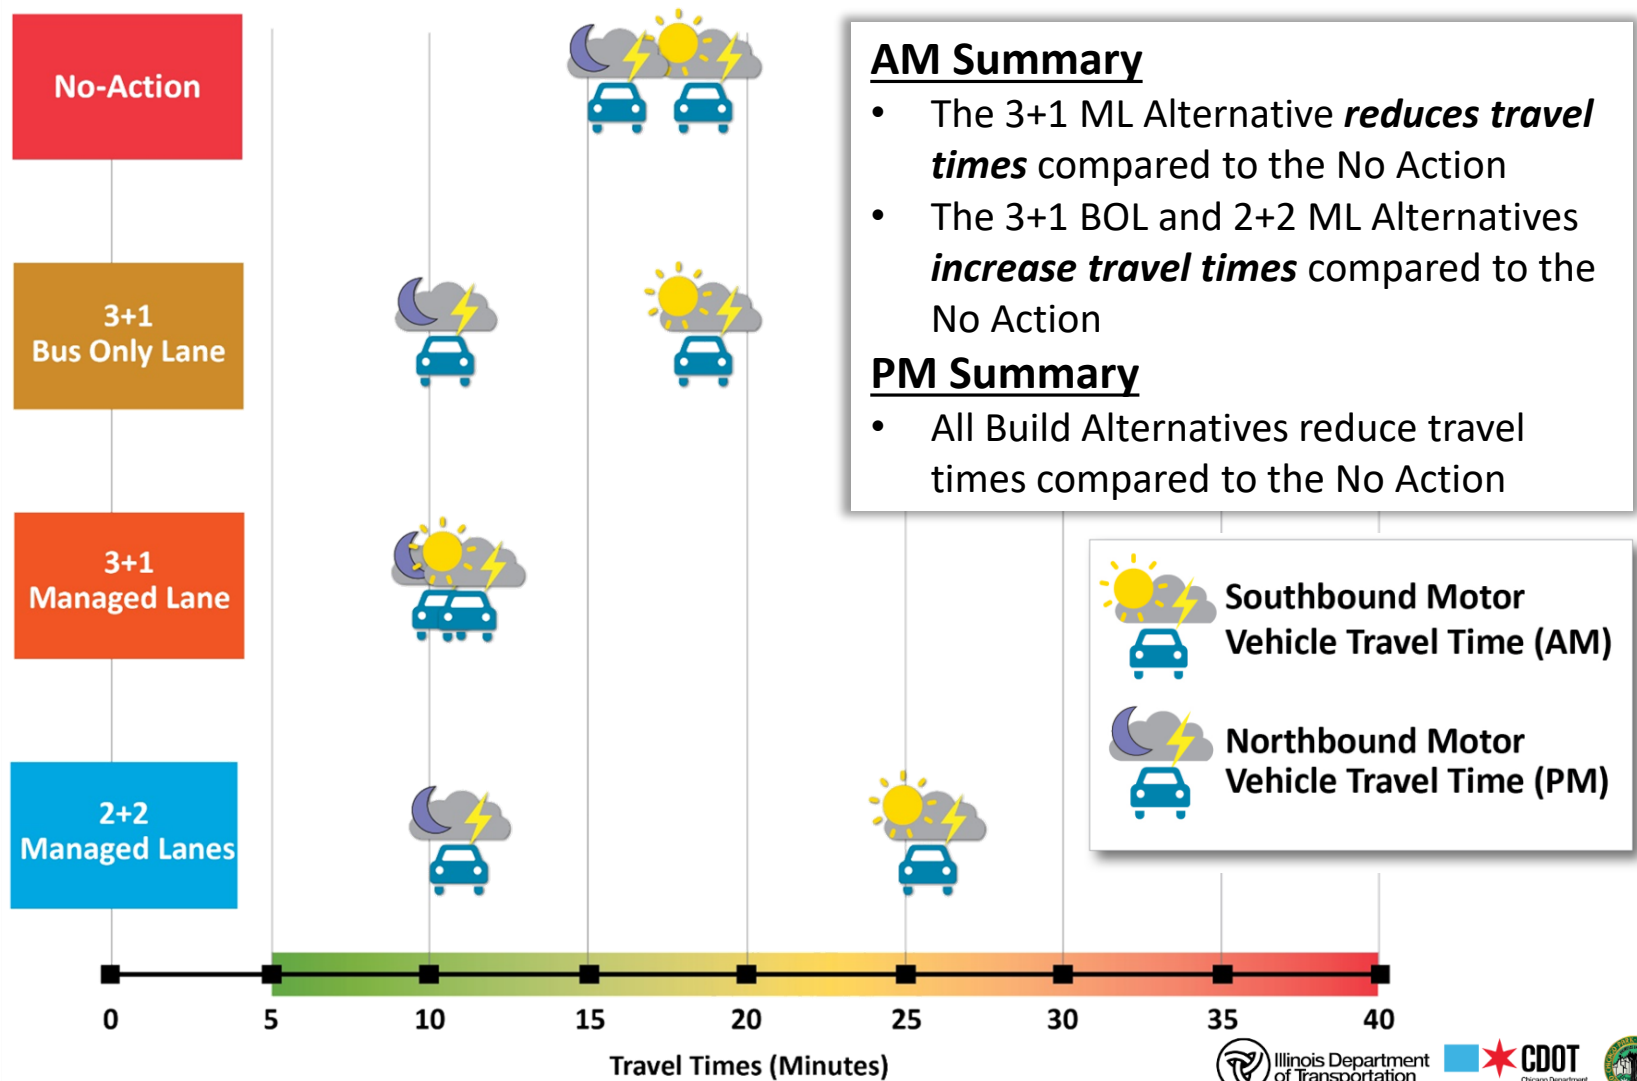 No-Action
3+1
Bus Only Lane
3+1
Managed Lane
2+2
Managed Lanes
AM Summary
• The 3+1 ML Alternative reduces travel
times compared to the No Action
• The 3+1 BOL and 2+2 ML Alternatives
increase travel times compared to the
No Action
PM Summary
• All Build Alternatives reduce travel
times compared to the No Action
Southbound Motor
Vehicle Travel Time (AM)
Northbound Motor
Vehicle Travel Time (PM)
0 5 10 15 20 25 30 35 40
Travel Times (Minutes)
Illinois Department
of Transportation
CDOT
Chicago Department